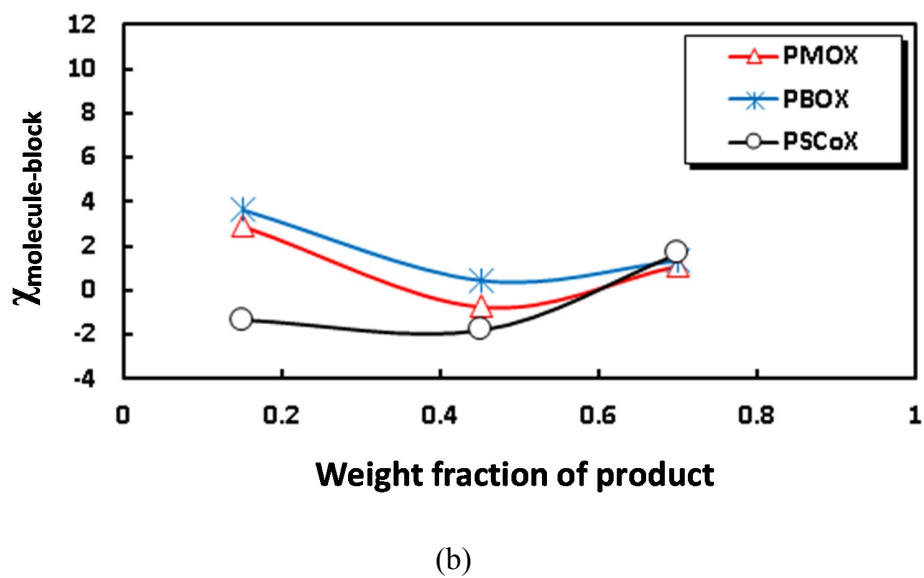 12
10
8
6
4
2
0
-2
-4
χmolecule-block
PMOX
PBOX
PSCoX
0 0.2 0.4 0.6 0.8 1
Weight fraction of product
(b)